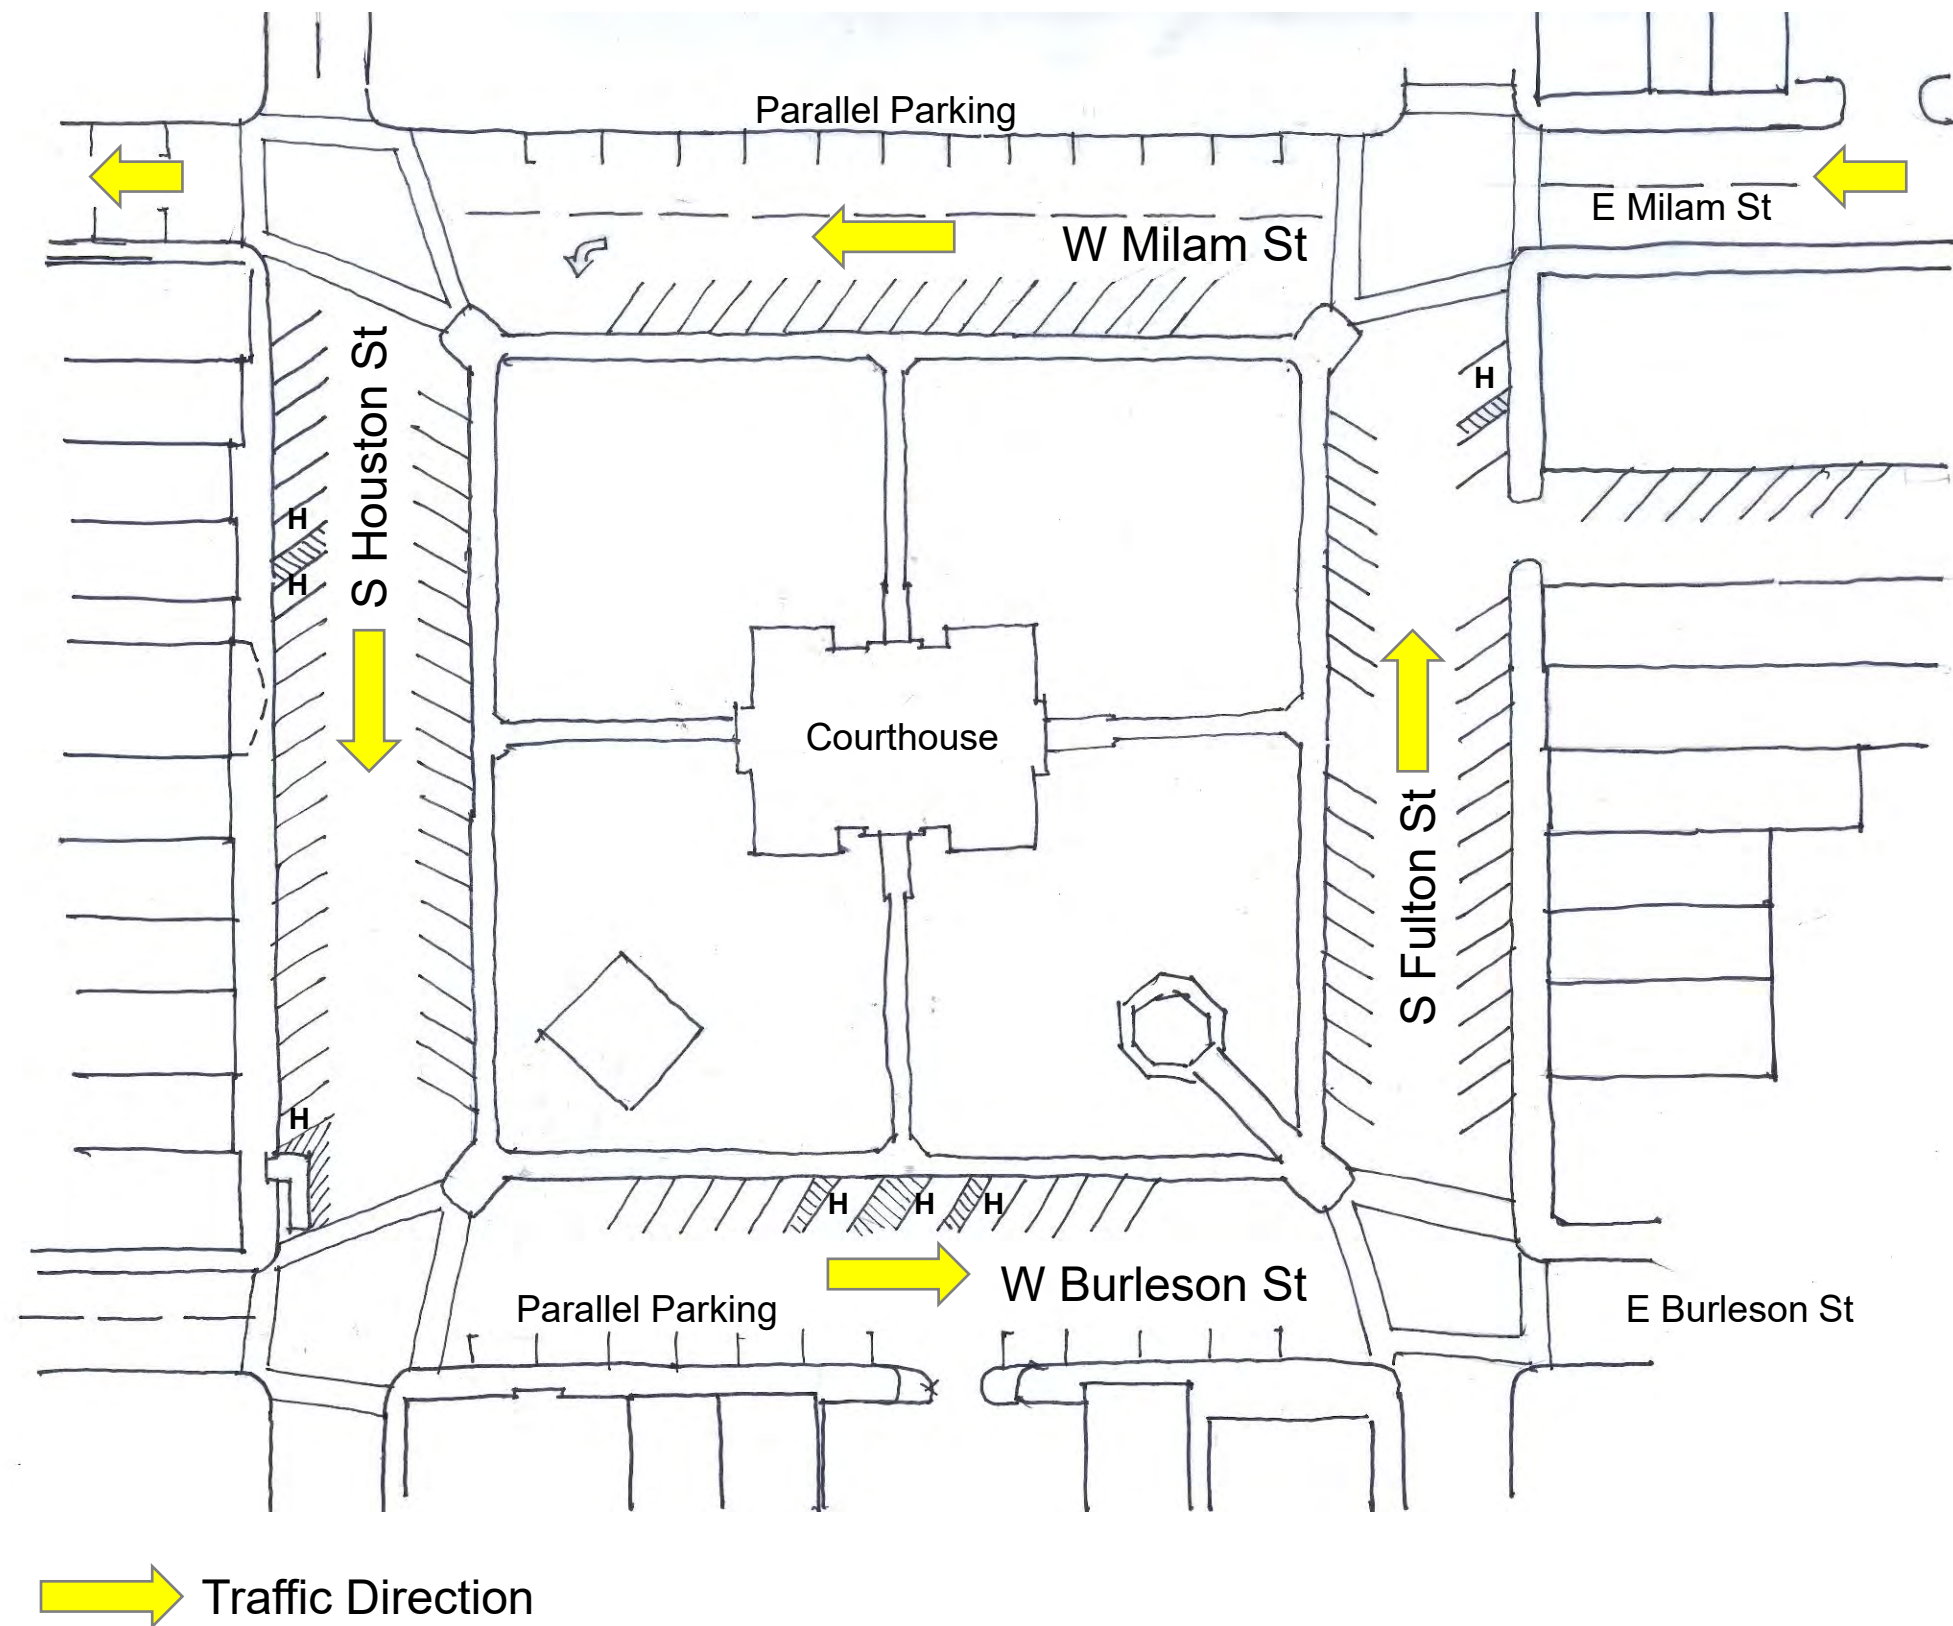 Parallel Parking
E Milam St
W Milam St
H
S Houston St
H
H
Courthouse
S Fulton St
H
H
H
H
W Burleson St
Parallel Parking
E Burleson St
Traffic Direction